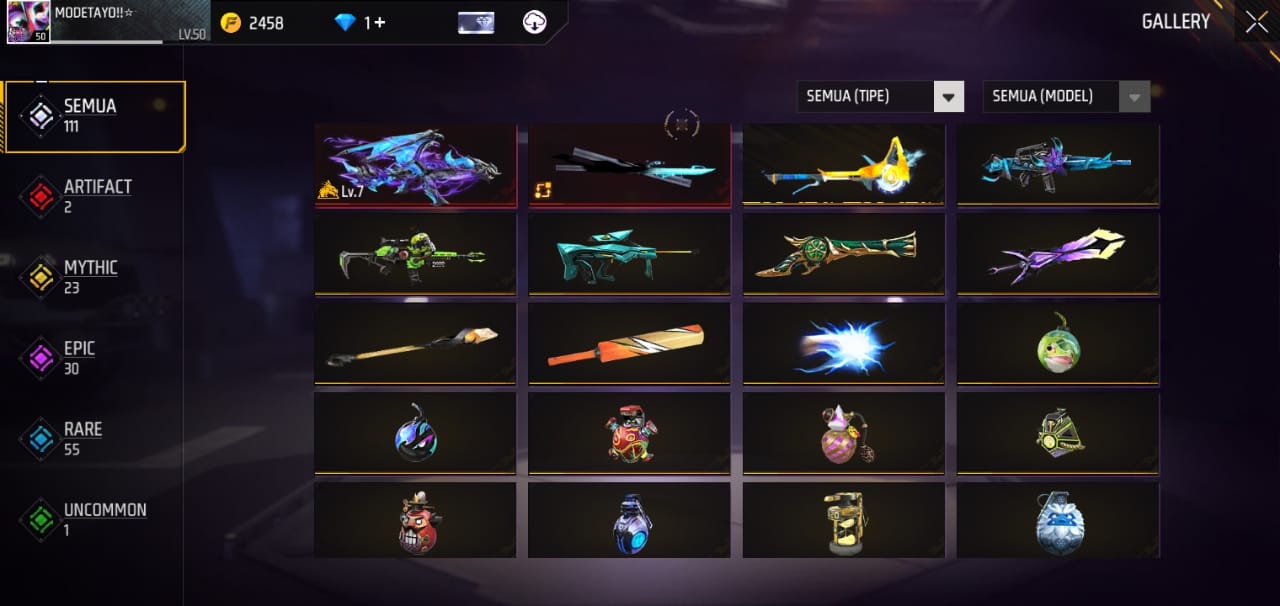 MODETAYO!!☆
50
LV.50
2458
1+
GALLERY
SEMUA
111
ARTIFACT
2
MYTHIC
23
EPIC
30
RARE
55
UNCOMMON
1
SEMUA (TIPE)
SEMUA (MODEL)
Lv.7